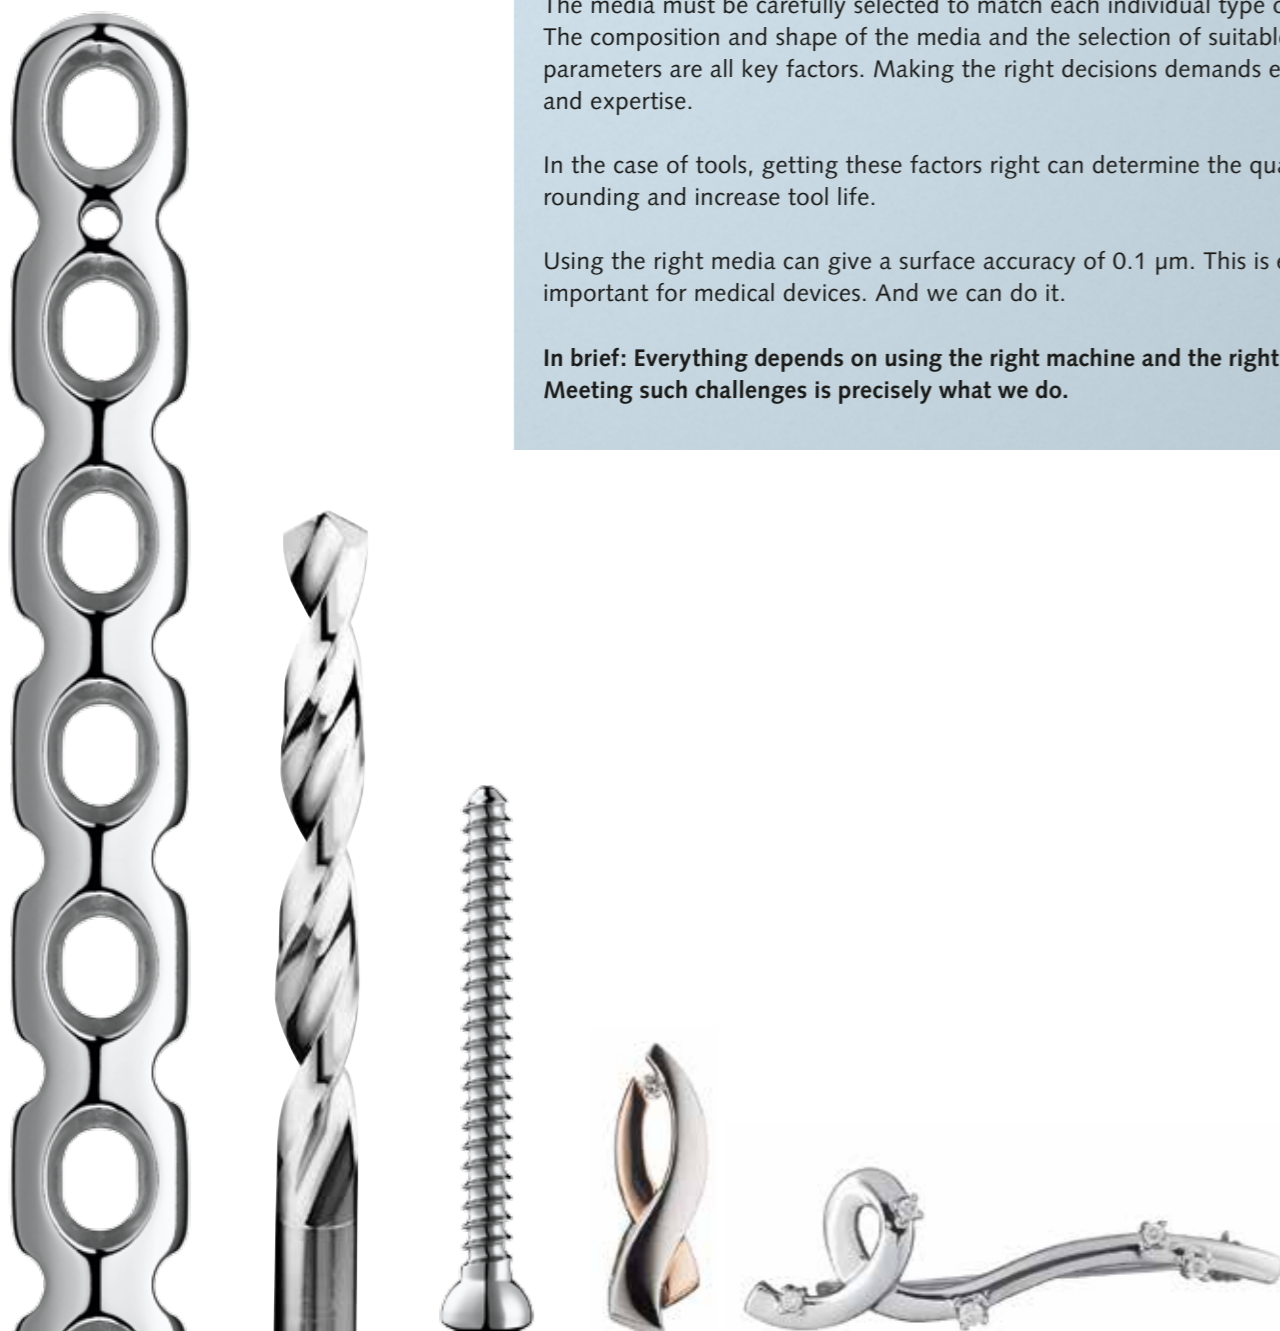 The media must be carefully selected to match each individual type
The composition and shape of the media and the selection of
parameters are all key factors. Making the right decisions demands
and expertise.
In the case of tools, getting these factors right can determine the
rounding and increase tool life.
Using the right media can give a surface accuracy of 0.1 µm. This is
important for medical devices. And we can do it.
In brief: Everything depends on using the right machine and the right
Meeting such challenges is precisely what we do.